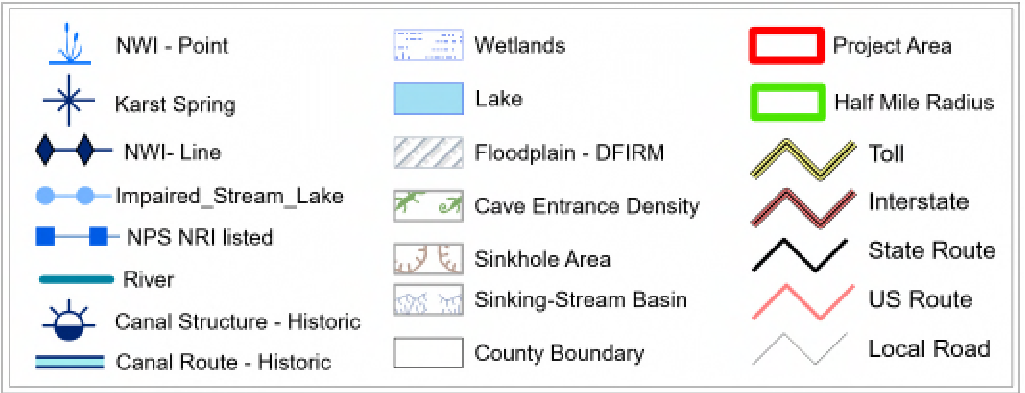 NWI - Point
Karst Spring
NWI- Line
Impaired_Stream_Lake
NPS NRI listed
River
Canal Structure - Historic
Canal Route - Historic
Wetlands
Lake
Floodplain - DFIRM
Cave Entrance Density
Sinkhole Area
Sinking-Stream Basin
County Boundary
Project Area
Half Mile Radius
Toll
Interstate
State Route
US Route
Local Road